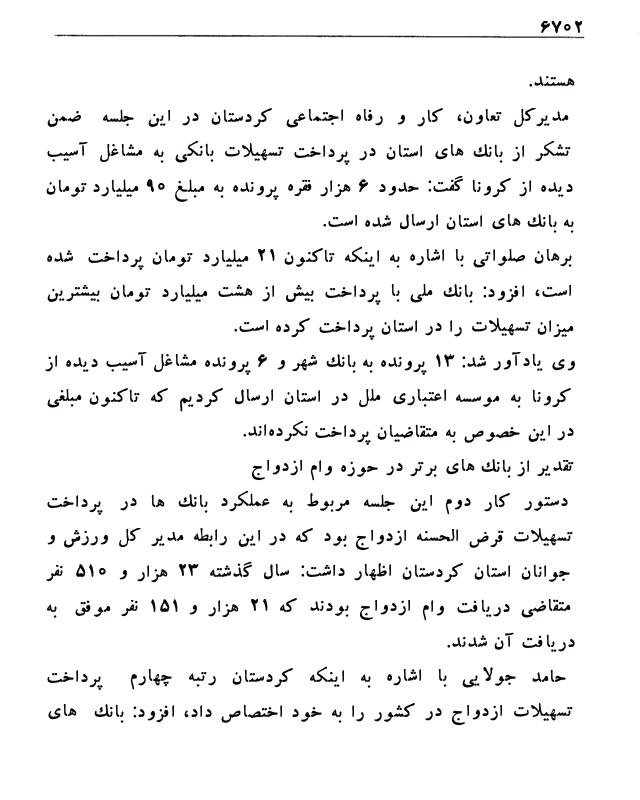 ۶۷۰۲
هستند.
مدیرکل تعاون، کار و رفاه اجتماعی کردستان در این جلسه ضمن
تشکر از بانك های استان در پرداخت تسهیلات بانکی به مشاغل آسیب
دیده از کرونا گفت: حدود ۶ هزار فقره پرونده به مبلغ ۹۰ میلیارد تومان
به بانك های استان ارسال شده است.
برهان صلواتی با اشاره به اینکه تاکنون ۲۱ میلیارد تومان پرداخت شده
است، افزود: بانك ملی با پرداخت بیش از هشت میلیارد تومان بیشترین
میزان تسهیلات را در استان پرداخت کرده است.
وی یادآور شد: ۱۳ پرونده به بانك شهر و ۶ پرونده مشاغل آسیب دیده از
کرونا به موسسه اعتباری ملل در استان ارسال کردیم که تاکنون مبلغی
در این خصوص به متقاضیان پرداخت نکرده‌اند.
تقدیر از بانك های برتر در حوزه وام ازدواج
دستور کار دوم این جلسه مربوط به عملکرد بانك ها در پرداخت
تسهیلات قرض الحسنه ازدواج بود که در این رابطه مدیر کل ورزش و
جوانان استان کردستان اظهار داشت: سال گذشته ۲۳ هزار و ۵۱۰ نفر
متقاضی دریافت وام ازدواج بودند که ۲۱ هزار و ۱۵۱ نفر موفق به
دریافت آن شدند.
حامد جولایی با اشاره به اینکه کردستان رتبه چهارم پرداخت
تسهیلات ازدواج در کشور را به خود اختصاص داد، افزود: بانك های